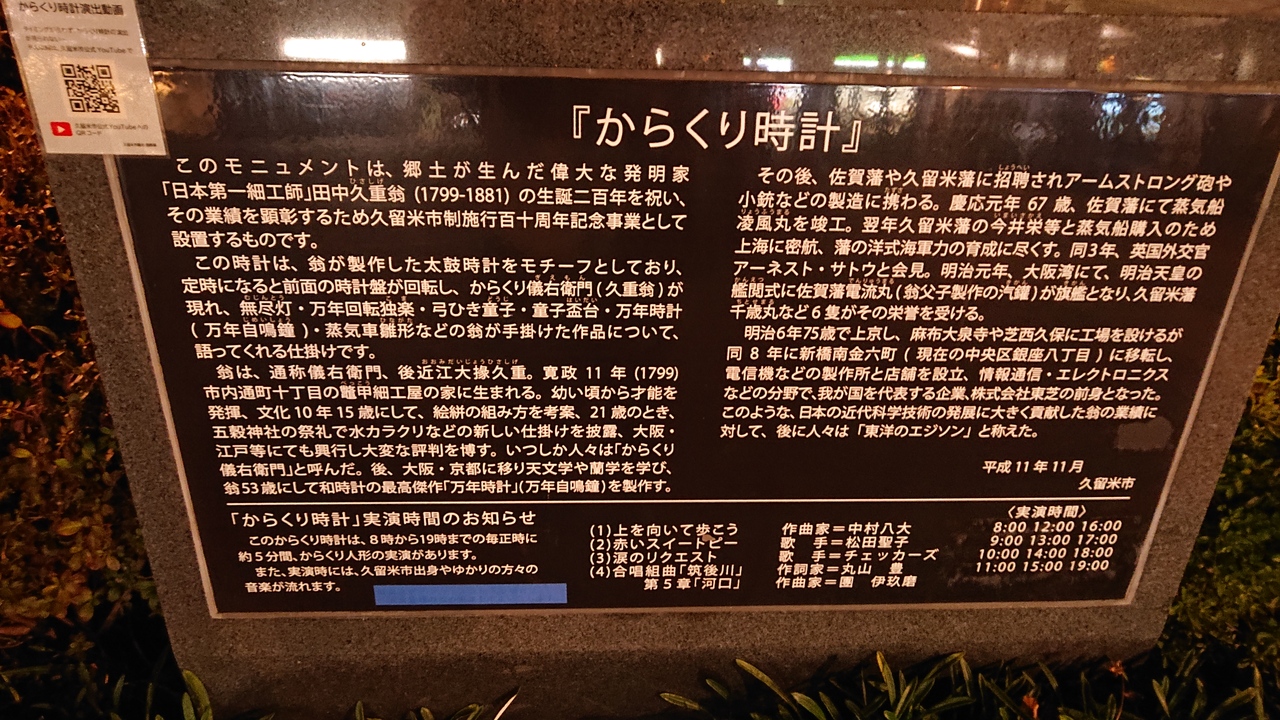 からくり時計演出動画
久留米市公式YouTubeへの
QRコード
『からくり時計』
このモニュメントは、郷土が生んだ偉大な発明家
「日本第一細工師」田中久重翁 (1799-1881) の生誕二百年を祝い、
その業績を顕彰するため久留米市制施行百十周年記念事業として
設置するものです。
この時計は、翁が製作した太鼓時計をモチーフとしており、
定時になると前面の時計盤が回転し、からくり儀右衛門(久重翁)が
現れ、無尽灯・万年回転独楽・弓ひき童子・童子盃台・万年時計
(万年自鳴鐘)・蒸気車雛形などの翁が手掛けた作品について、
語ってくれる仕掛けです。
翁は、通称儀右衛門、後近江大掾久重。寛政 11 年 (1799)
市内通町十丁目の鼈甲細工屋の家に生まれる。幼い頃から才能を
発揮、文化 10 年 15 歳にして、絵絣の組み方を考案、21 歳のとき、
五穀神社の祭礼で水カラクリなどの新しい仕掛けを披露、大阪・
江戸等にても興行し大変な評判を博す。いつしか人々は「からくり
儀右衛門」と呼んだ。後、大阪・京都に移り天文学や蘭学を学び、
翁53歳にして和時計の最高傑作「万年時計」(万年自鳴鐘)を製作す。
その後、佐賀藩や久留米藩に招聘されアームストロング砲や
小銃などの製造に携わる。慶応元年 67 歳、佐賀藩にて蒸気船
凌風丸を竣工。翌年久留米藩の今井栄等と蒸気船購入のため
上海に密航、藩の洋式海軍力の育成に尽くす。同3年、英国外交官
アーネスト・サトウと会見。明治元年、大阪湾にて、明治天皇の
艦閲式に佐賀藩電流丸(翁父子製作の汽鑵)が旗艦となり、久留米藩
千歳丸など6隻がその栄誉を受ける。
明治6年75歳で上京し、麻布大泉寺や芝西久保に工場を設けるが
同 8 年に新橋南金六町 ( 現在の中央区銀座八丁目 ) に移転し、
電信機などの製作所と店舗を設立、情報通信・エレクトロニクス
などの分野で、我が国を代表する企業、株式会社東芝の前身となった。
このような、日本の近代科学技術の発展に大きく貢献した翁の業績に
対して、後に人々は「東洋のエジソン」と称えた。
平成11年11月
久留米市
「からくり時計」実演時間のお知らせ
このからくり時計は、8時から19時までの毎正時に
約5分間、からくり人形の実演があります。
また、実演時には、久留米市出身やゆかりの方々の
音楽が流れます。
(1)上を向いて歩こう 作曲家=中村八大
(2)赤いスイートピー 歌　手=松田聖子
(3)涙のリクエスト 歌　手=チェッカーズ
(4)合唱組曲「筑後川」 作詞家=丸山　豊
第5章「河口」 作曲家=團　伊玖磨
〈実演時間〉
8:00 12:00 16:00
9:00 13:00 17:00
10:00 14:00 18:00
11:00 15:00 19:00